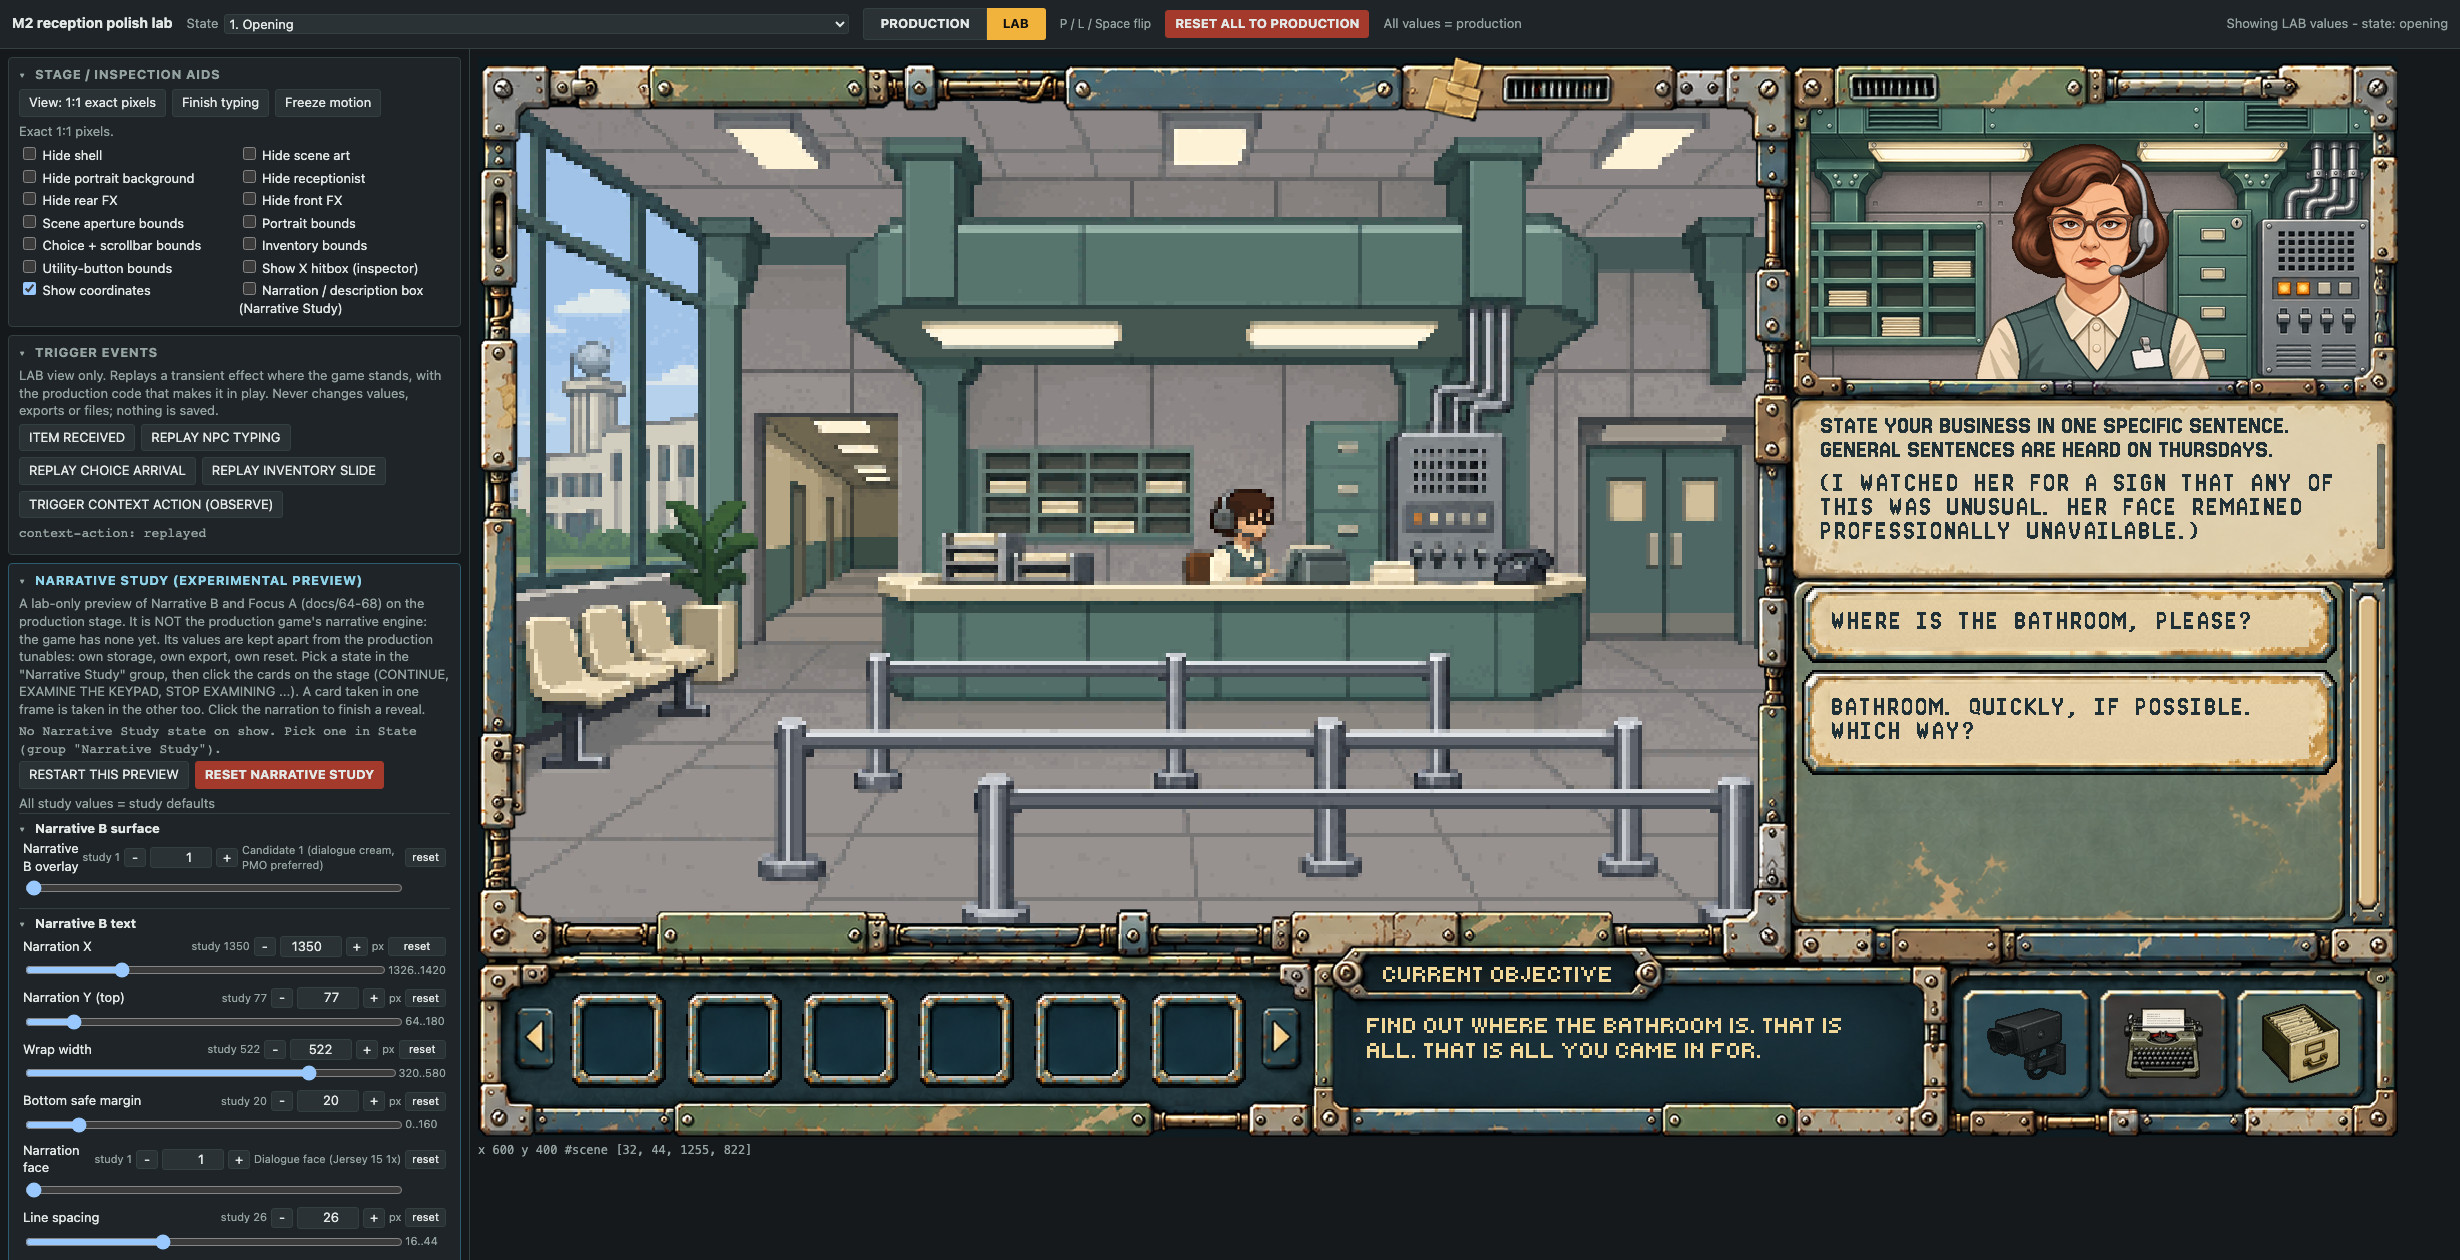 M2 reception polish lab
State
1. Opening
PRODUCTION
LAB
P / L / Space flip
RESET ALL TO PRODUCTION
All values = production
Showing LAB values - state: opening
STAGE / INSPECTION AIDS
View: 1:1 exact pixels
Finish typing
Freeze motion
Exact 1:1 pixels.
Hide shell
Hide scene art
Hide portrait background
Hide receptionist
Hide rear FX
Hide front FX
Scene aperture bounds
Portrait bounds
Choice + scrollbar bounds
Inventory bounds
Utility-button bounds
Show X hitbox (inspector)
Show coordinates
Narration / description box
(Narrative Study)
TRIGGER EVENTS
LAB view only. Replays a transient effect where the game stands, with
the production code that makes it in play. Never changes values,
exports or files; nothing is saved.
ITEM RECEIVED
REPLAY NPC TYPING
REPLAY CHOICE ARRIVAL
REPLAY INVENTORY SLIDE
TRIGGER CONTEXT ACTION (OBSERVE)
context-action: replayed
NARRATIVE STUDY (EXPERIMENTAL PREVIEW)
A lab-only preview of Narrative B and Focus A (docs/64-68) on the
production stage. It is NOT the production game's narrative engine:
the game has none yet. Its values are kept apart from the production
tunables: own storage, own export, own reset. Pick a state in the
"Narrative Study" group, then click the cards on the stage (CONTINUE,
EXAMINE THE KEYPAD, STOP EXAMINING ...). A card taken in one
frame is taken in the other too. Click the narration to finish a reveal.
No Narrative Study state on show. Pick one in State
(group "Narrative Study").
RESTART THIS PREVIEW
RESET NARRATIVE STUDY
All study values = study defaults
Narrative B surface
Narrative
B overlay
study 1
-
1
+
Candidate 1 (dialogue cream,
PMO preferred)
reset
Narrative B text
Narration X
study 1350
-
1350
+
px
reset
1326..1420
Narration Y (top)
study 77
-
77
+
px
reset
64..180
Wrap width
study 522
-
522
+
px
reset
320..580
Bottom safe margin
study 20
-
20
+
px
reset
0..160
Narration
face
study 1
-
1
+
Dialogue face (Jersey 15 1x)
reset
Line spacing
study 26
-
26
+
px
reset
16..44
STATE YOUR BUSINESS IN ONE SPECIFIC SENTENCE.
GENERAL SENTENCES ARE HEARD ON THURSDAYS.
(I WATCHED HER FOR A SIGN THAT ANY OF
THIS WAS UNUSUAL. HER FACE REMAINED
PROFESSIONALLY UNAVAILABLE.)
WHERE IS THE BATHROOM, PLEASE?
BATHROOM. QUICKLY, IF POSSIBLE.
WHICH WAY?
CURRENT OBJECTIVE
FIND OUT WHERE THE BATHROOM IS. THAT IS
ALL. THAT IS ALL YOU CAME IN FOR.
x 600 y 400 #scene [32, 44, 1255, 822]